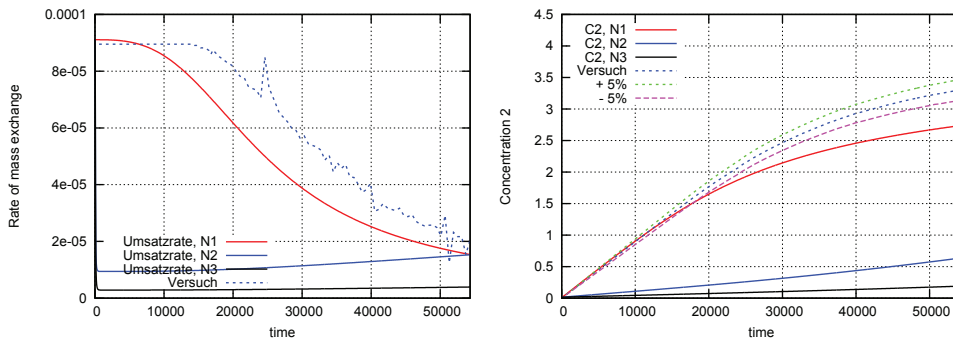 0.0001
8e-05
6e-05
4e-05
2e-05
0
Rate of mass exchange
Umsatzrate, N1
Umsatzrate, N2
Umsatzrate, N3
Versuch
0 10000 20000 30000 40000 50000
time
4.5
4
3.5
3
2.5
2
1.5
1
0.5
0
Concentration 2
C2, N1
C2, N2
C2, N3
Versuch
+ 5%
- 5%
0 10000 20000 30000 40000 50000
time